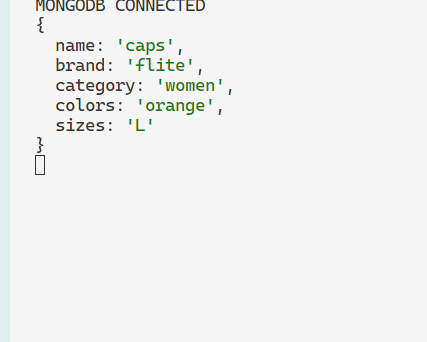 MONGODB CONNECTED
{
  name: 'caps',
  brand: 'flite',
  category: 'women',
  colors: 'orange',
  sizes: 'L'
}